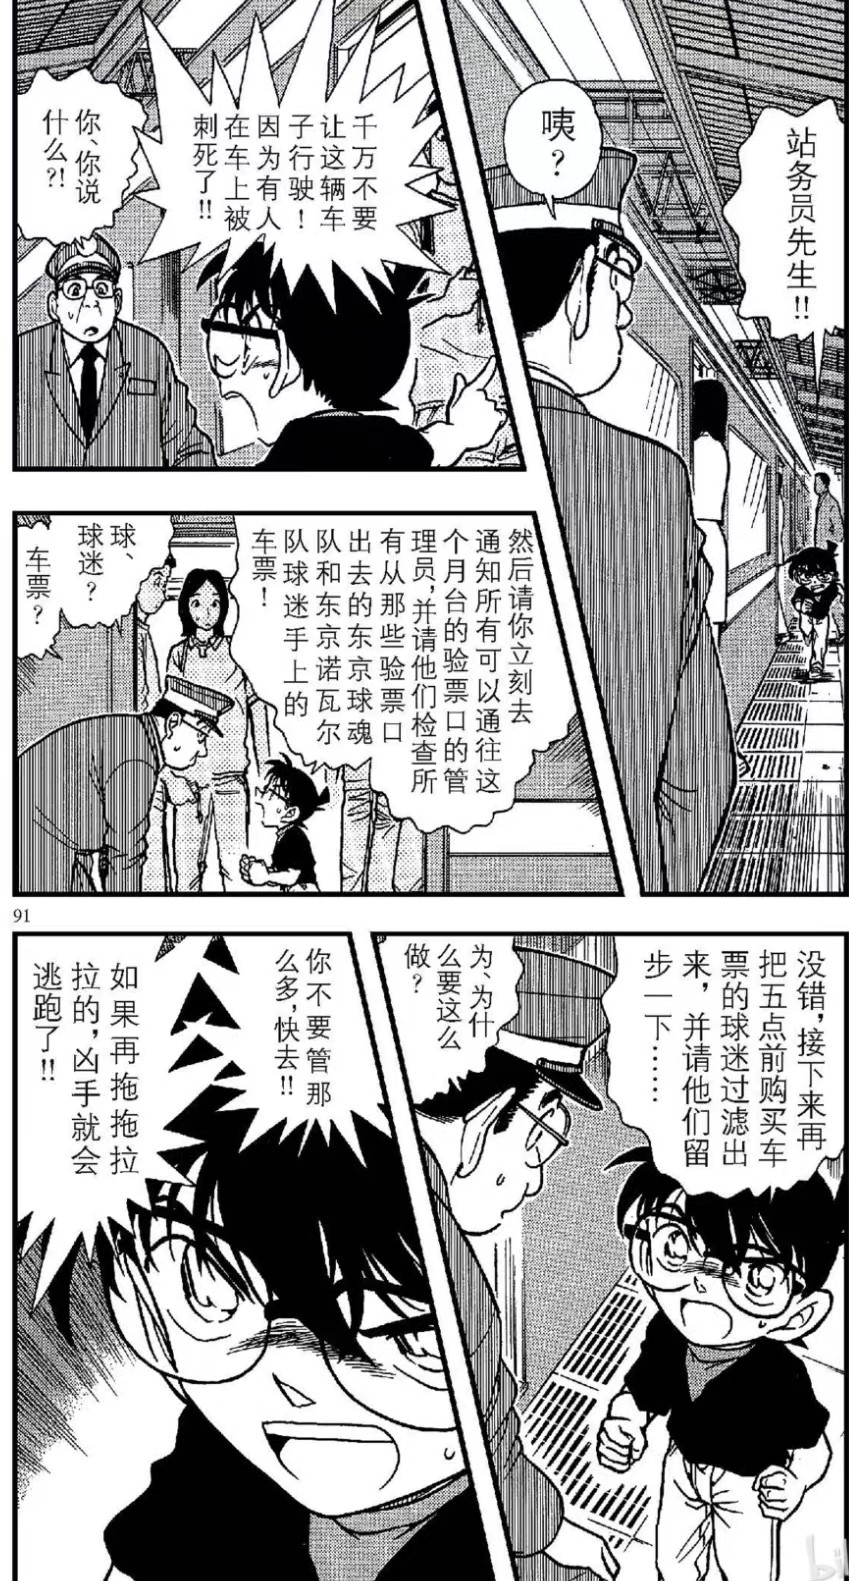 站务员先生!!
咦?
千万不要
让这辆车
子行驶!
因为有人
在车上被
刺死了!!
你、你说
什么?!
然后请你立刻去
通知所有可以通往这
个月台的验票口的管
理员,并请他们检查所
有从那些验票口
出去的东京球魂
队和东京诺瓦尔
队球迷手上的
车票!
球、
球迷?
车票?
91
没错,接下来再
把五点前购买车
票的球迷过滤出
来,并请他们留
步一下……
为、为什
么要这么
做?
你不要管那
么多,快去!!
如果再拖拖拉
拉的,凶手就会
逃跑了!!